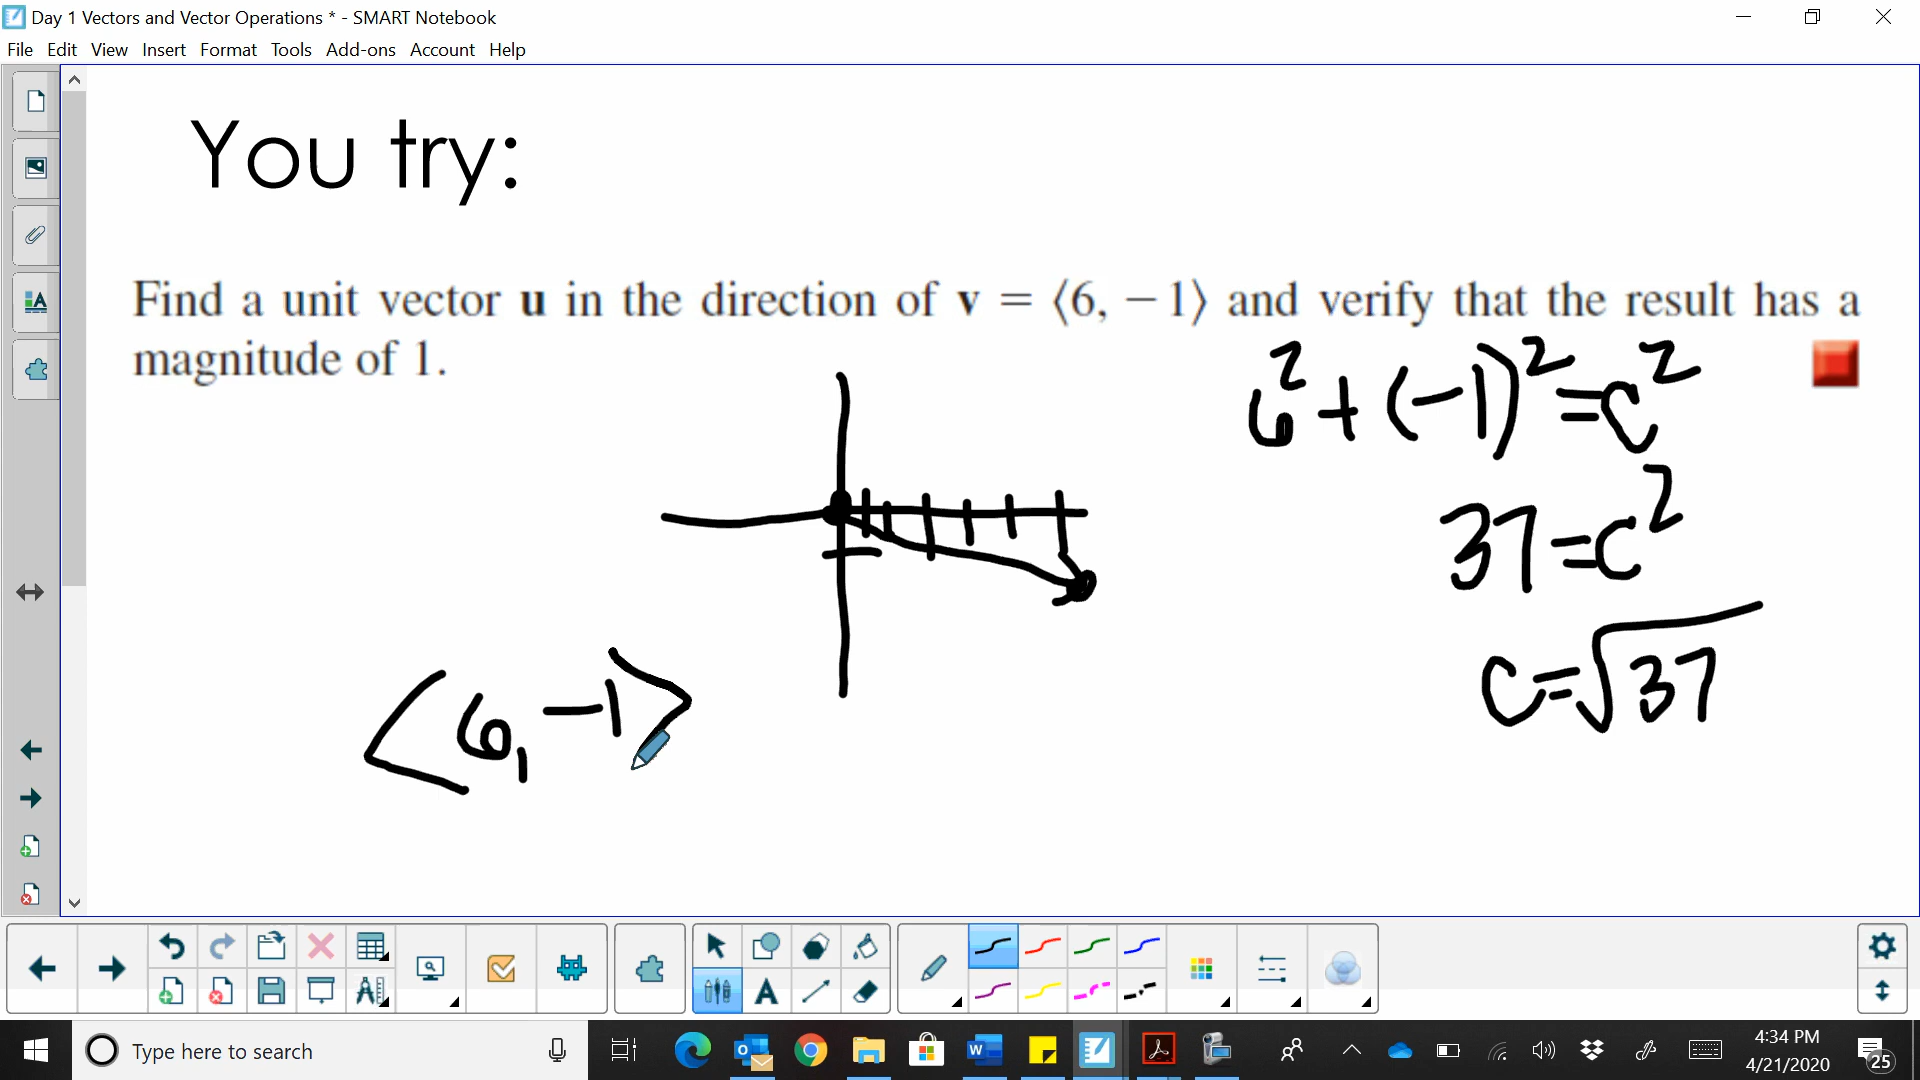 Day 1 Vectors and Vector Operations * - SMART Notebook
File Edit View Insert Format Tools Add-ons Account Help
You try:
Find a unit vector u in the direction of v = ⟨6, −1⟩ and verify that the result has a
magnitude of 1.
6² + (-1)² = c²
37 = c²
c = √37
<6, -1>
Type here to search
4:34 PM
4/21/2020
25